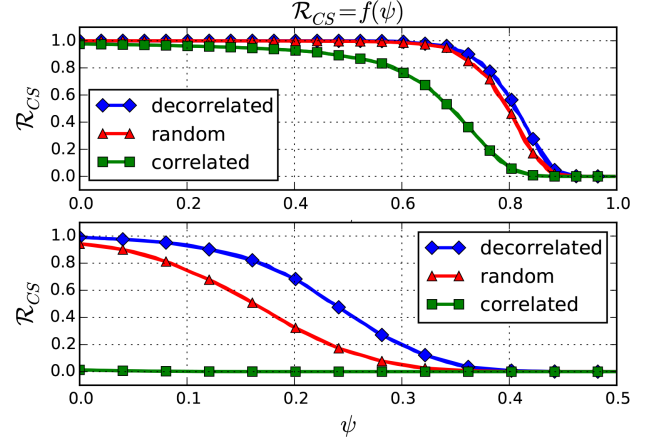 ℛ_CS = f(ψ)
ℛ_CS
1.0
0.8
0.6
0.4
0.2
0.0
decorrelated
random
correlated
0.0 0.2 0.4 0.6 0.8 1.0
ℛ_CS
1.0
0.8
0.6
0.4
0.2
0.0
decorrelated
random
correlated
0.0 0.1 0.2 0.3 0.4 0.5
ψ